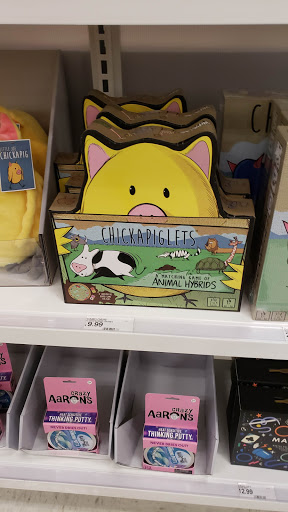 CHICKAPIG
CHICKAPIGLETS
MATCHING GAME OF
ANIMAL HYBRIDS
9.99
CRAZY
AARON'S
THINKING PUTTY
CRAZY
AARON'S
THINKING PUTTY
12.99